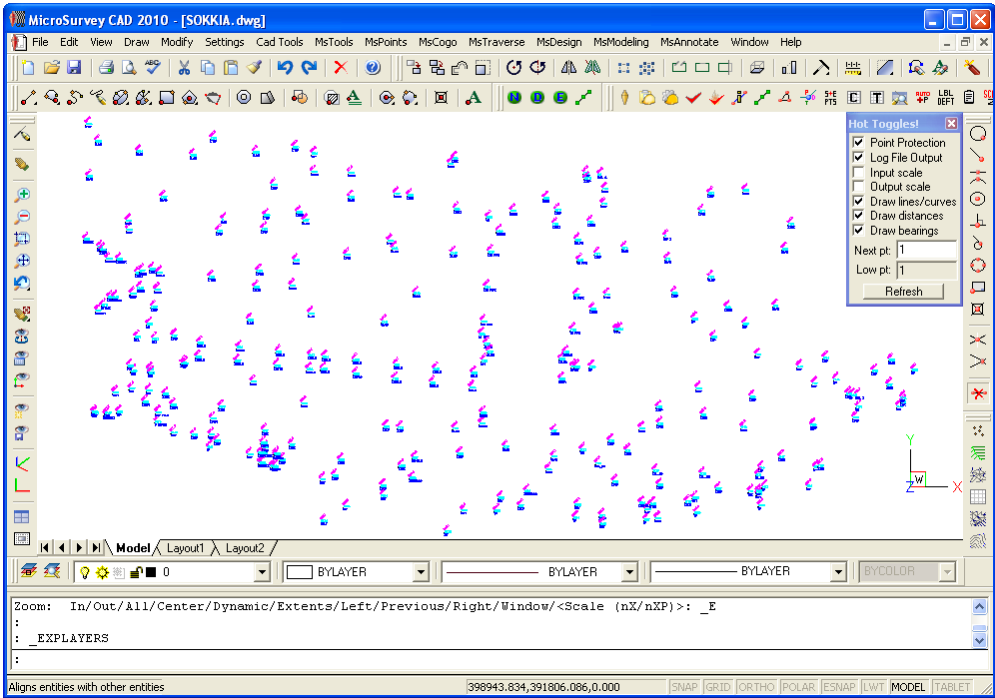 MicroSurvey CAD 2010 - [SOKKIA.dwg]
File Edit View Draw Modify Settings Cad Tools MsTools MsPoints MsCogo MsTraverse MsDesign MsModeling MsAnnotate Window Help
N D E S+E PTS C T AUTO +P LBL DEFT
Hot Toggles!
Point Protection
Log File Output
Input scale
Output scale
Draw lines/curves
Draw distances
Draw bearings
Next pt: 1
Low pt: 1
Refresh
Y
W
Z X
Model Layout1 Layout2
0 BYLAYER BYLAYER BYLAYER BYCOLOR
Zoom: In/Out/All/Center/Dynamic/Extents/Left/Previous/Right/Window/<Scale (nX/nXP)>: _E
:
: _EXPLAYERS
:
Aligns entities with other entities 398943.834,391806.086,0.000 SNAP GRID ORTHO POLAR ESNAP LWT MODEL TABLET